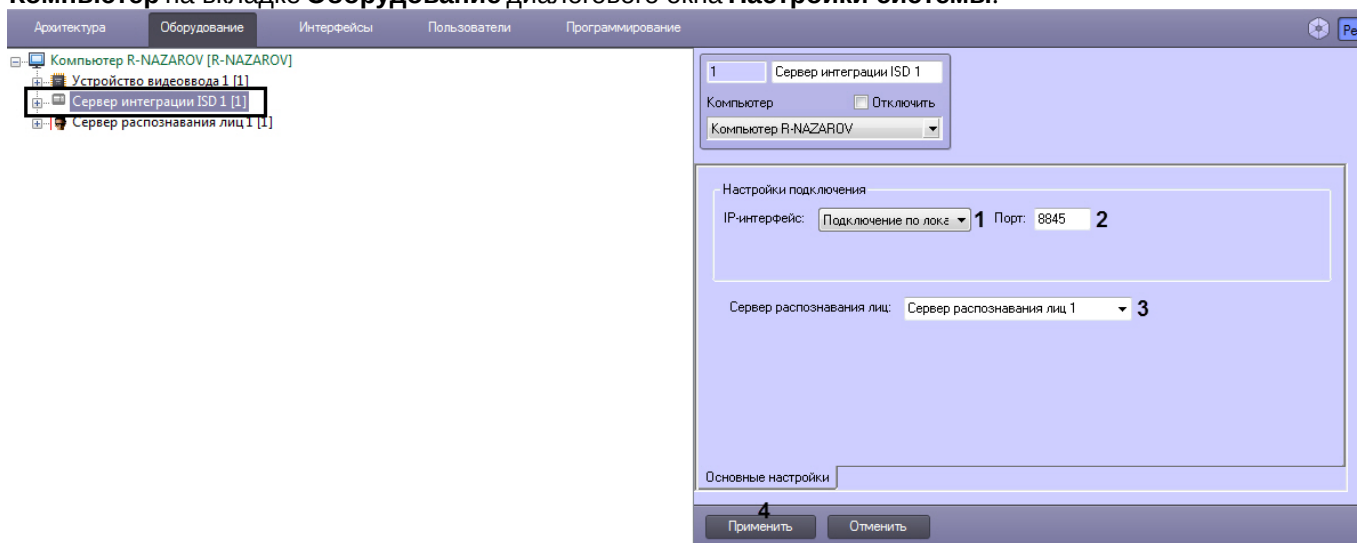 Компьютер на вкладке Оборудование диалогового окна Настройки системы.
Архитектура Оборудование Интерфейсы Пользователи Программирование
Компьютер R-NAZAROV [R-NAZAROV]
Устройство видеоввода 1 [1]
Сервер интеграции ISD 1 [1]
Сервер распознавания лиц 1 [1]
1 Сервер интеграции ISD 1
Компьютер Отключить
Компьютер R-NAZAROV
Настройки подключения
IP-интерфейс: Подключение по лока 1 Порт: 8845 2
Сервер распознавания лиц: Сервер распознавания лиц 1 3
Основные настройки
4
Применить Отменить